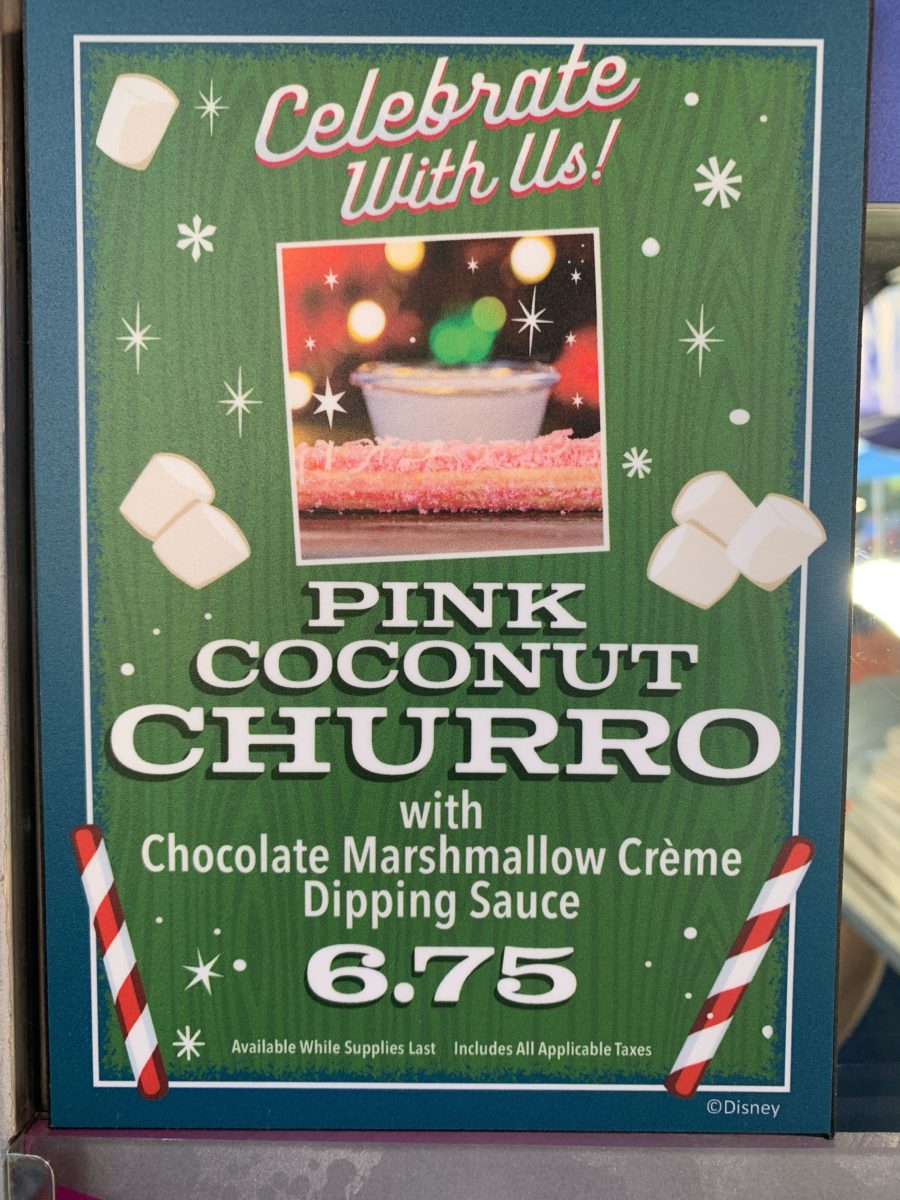 Celebrate
With Us!
PINK
COCONUT
CHURRO
with
Chocolate Marshmallow Crème
Dipping Sauce
6.75
Available While Supplies Last Includes All Applicable Taxes
©Disney